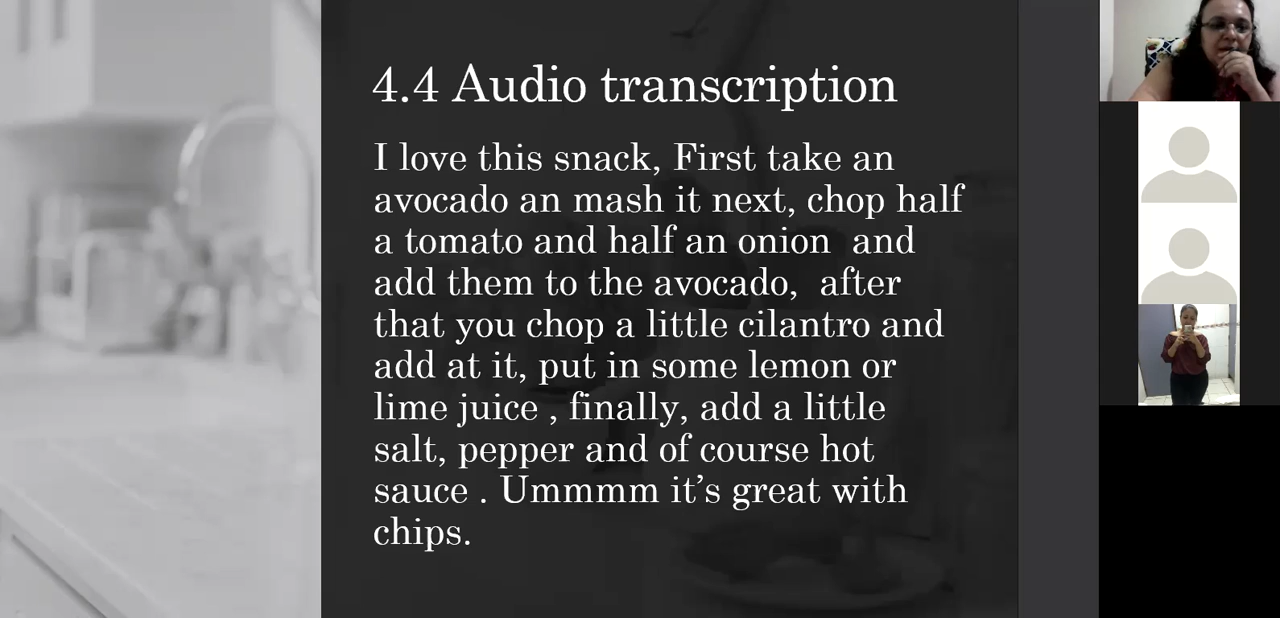 4.4 Audio transcription
I love this snack, First take an
avocado an mash it next, chop half
a tomato and half an onion  and
add them to the avocado,  after
that you chop a little cilantro and
add at it, put in some lemon or
lime juice , finally, add a little
salt, pepper and of course hot
sauce . Ummmm it’s great with
chips.